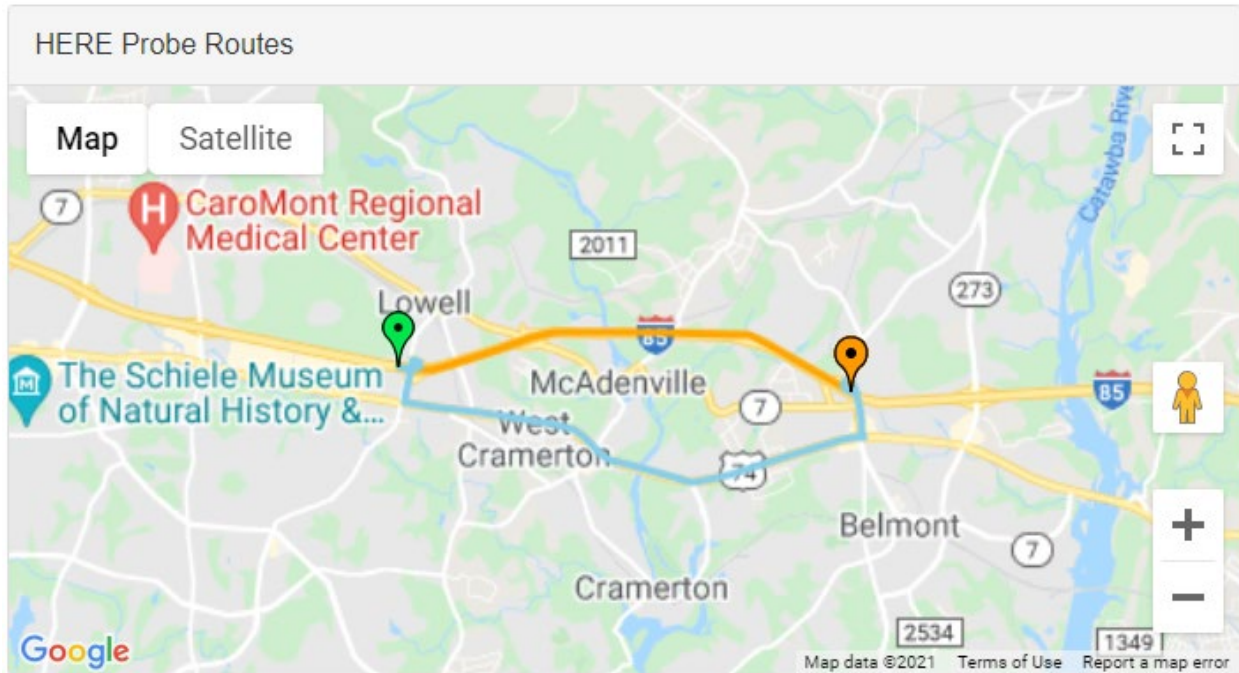 HERE Probe Routes
Map
Satellite
7
H
CaroMont Regional
Medical Center
2011
Catawba River
Lowell
273
85
The Schiele Museum
of Natural History &...
M
McAdenville
7
85
West
Cramerton
74
Belmont
7
Cramerton
2534
1349
Google
Map data ©2021
Terms of Use
Report a map error